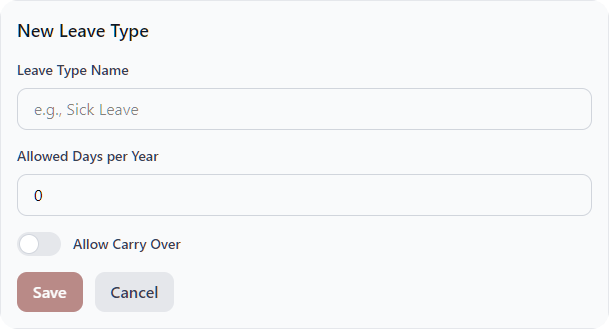 New Leave Type
Leave Type Name
e.g., Sick Leave
Allowed Days per Year
0
Allow Carry Over
Save Cancel